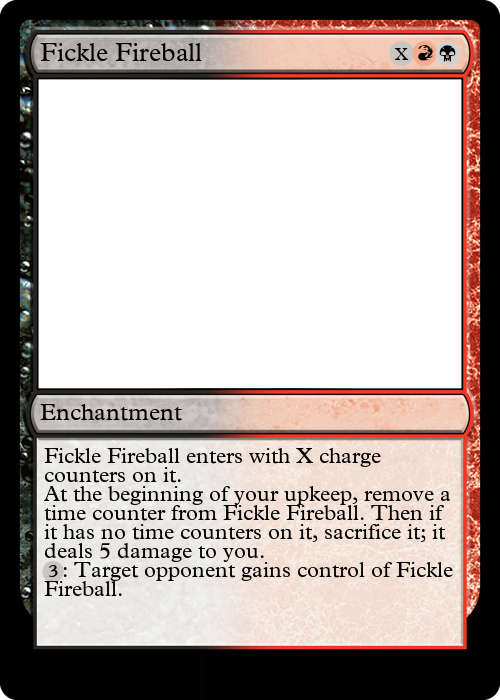 Fickle Fireball X
Enchantment
Fickle Fireball enters with X charge
counters on it.
At the beginning of your upkeep, remove a
time counter from Fickle Fireball. Then if
it has no time counters on it, sacrifice it; it
deals 5 damage to you.
3: Target opponent gains control of Fickle
Fireball.